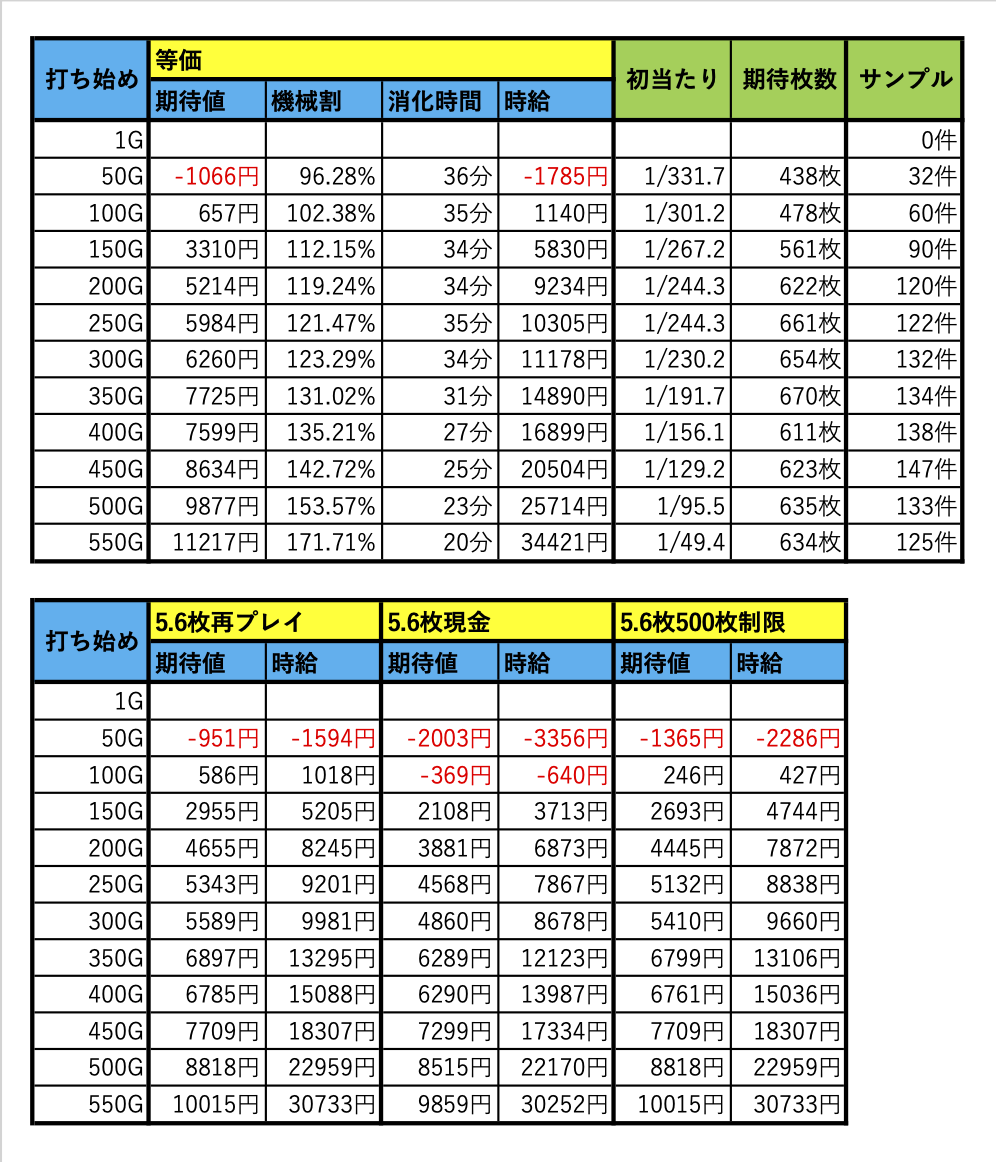 打ち始め 等価 初当たり 期待枚数 サンプル
期待値 機械割 消化時間 時給
1G 0件
50G -1066円 96.28% 36分 -1785円 1/331.7 438枚 32件
100G 657円 102.38% 35分 1140円 1/301.2 478枚 60件
150G 3310円 112.15% 34分 5830円 1/267.2 561枚 90件
200G 5214円 119.24% 34分 9234円 1/244.3 622枚 120件
250G 5984円 121.47% 35分 10305円 1/244.3 661枚 122件
300G 6260円 123.29% 34分 11178円 1/230.2 654枚 132件
350G 7725円 131.02% 31分 14890円 1/191.7 670枚 134件
400G 7599円 135.21% 27分 16899円 1/156.1 611枚 138件
450G 8634円 142.72% 25分 20504円 1/129.2 623枚 147件
500G 9877円 153.57% 23分 25714円 1/95.5 635枚 133件
550G 11217円 171.71% 20分 34421円 1/49.4 634枚 125件
打ち始め 5.6枚再プレイ 5.6枚現金 5.6枚500枚制限
期待値 時給 期待値 時給 期待値 時給
1G
50G -951円 -1594円 -2003円 -3356円 -1365円 -2286円
100G 586円 1018円 -369円 -640円 246円 427円
150G 2955円 5205円 2108円 3713円 2693円 4744円
200G 4655円 8245円 3881円 6873円 4445円 7872円
250G 5343円 9201円 4568円 7867円 5132円 8838円
300G 5589円 9981円 4860円 8678円 5410円 9660円
350G 6897円 13295円 6289円 12123円 6799円 13106円
400G 6785円 15088円 6290円 13987円 6761円 15036円
450G 7709円 18307円 7299円 17334円 7709円 18307円
500G 8818円 22959円 8515円 22170円 8818円 22959円
550G 10015円 30733円 9859円 30252円 10015円 30733円